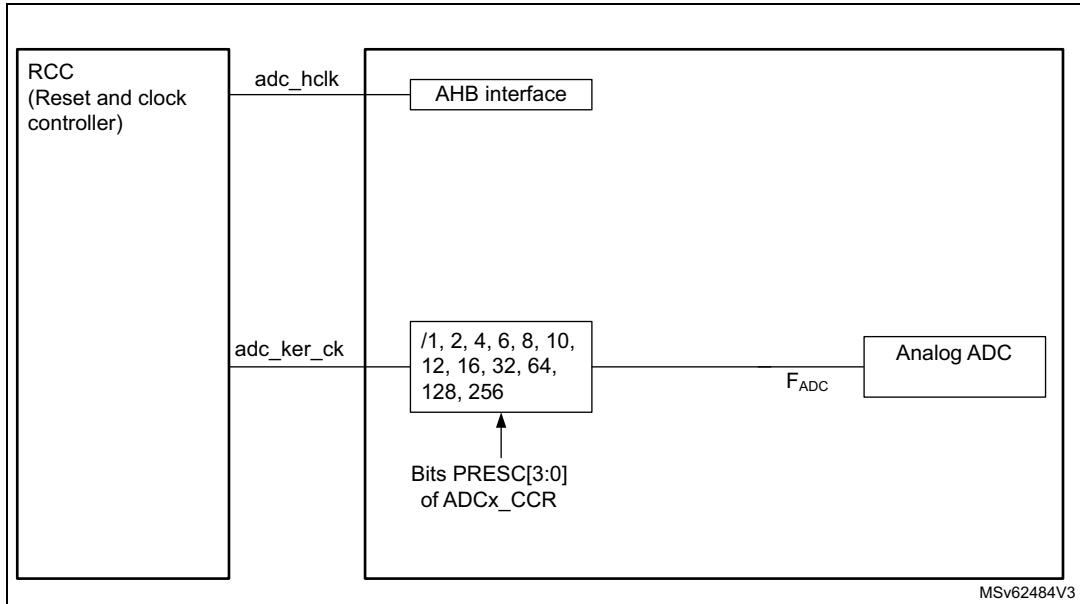 RCC
(Reset and clock
controller)
adc_hclk
AHB interface
adc_ker_ck
/1, 2, 4, 6, 8, 10,
12, 16, 32, 64,
128, 256
FADC
Analog ADC
Bits PRESC[3:0]
of ADCx_CCR
MSv62484V3